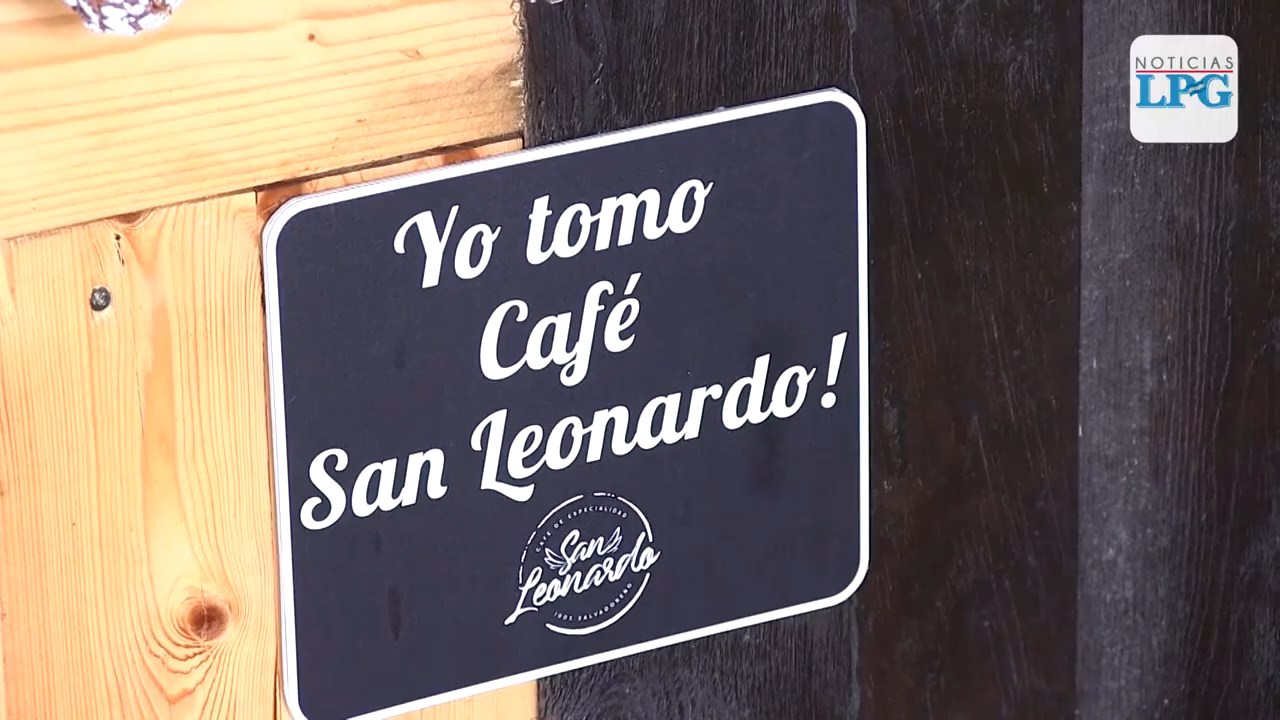 NOTICIAS
LPG
Yo tomo
Café
San Leonardo!
CAFÉ DE ESPECIALIDAD
San
Leonardo
100% SALVADOREÑO